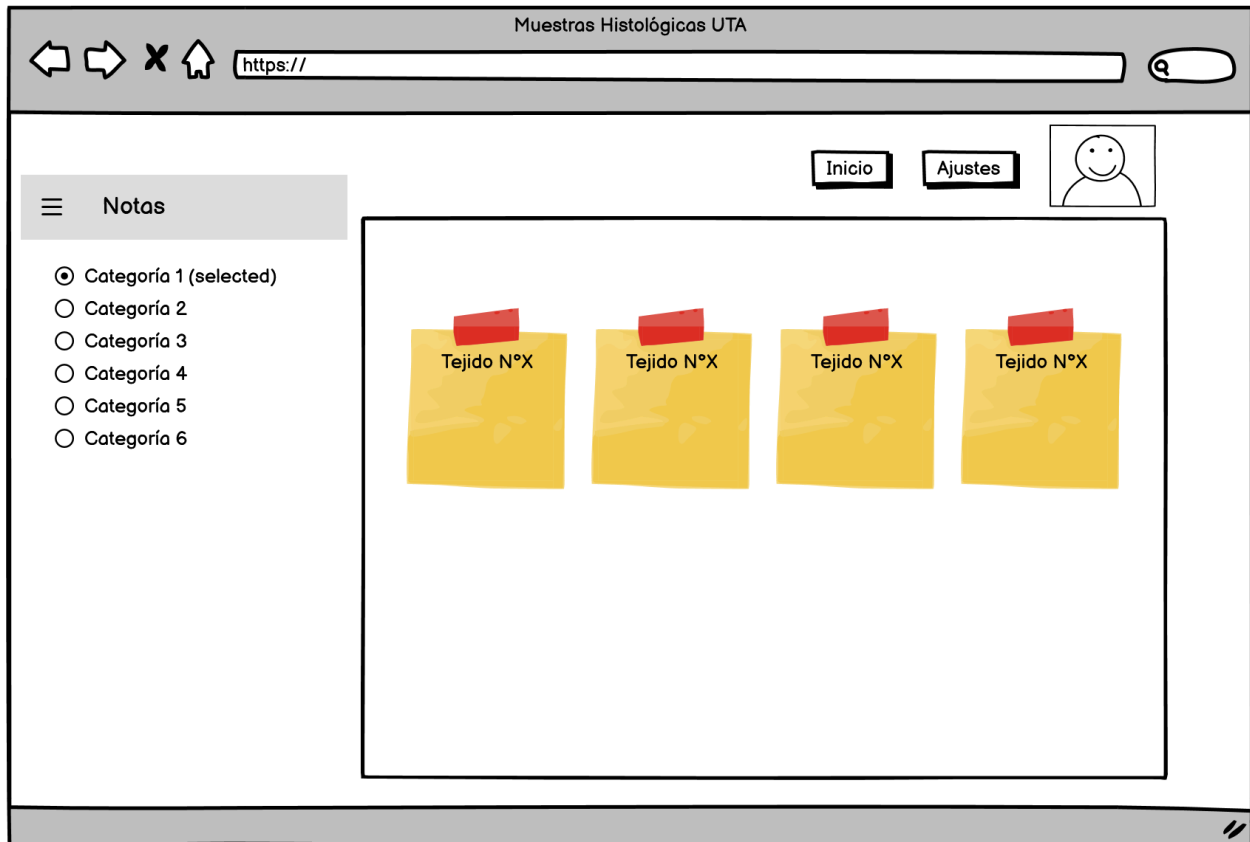 Muestras Histológicas UTA
https://
Inicio
Ajustes
Notas
Categoría 1 (selected)
Categoría 2
Categoría 3
Categoría 4
Categoría 5
Categoría 6
Tejido N°X
Tejido N°X
Tejido N°X
Tejido N°X